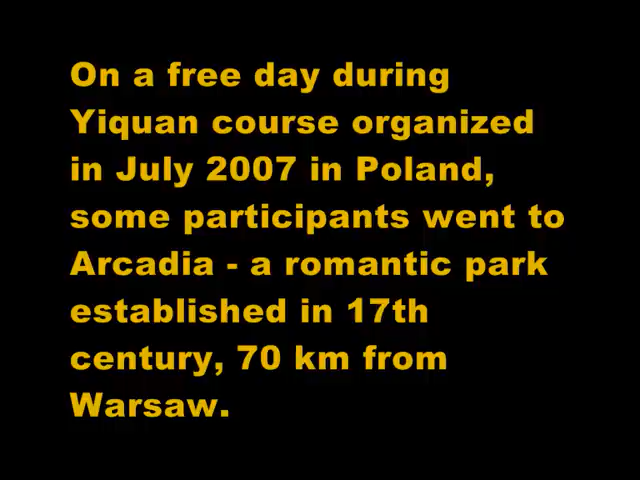 On a free day during
Yiquan course organized
in July 2007 in Poland,
some participants went to
Arcadia - a romantic park
established in 17th
century, 70 km from
Warsaw.